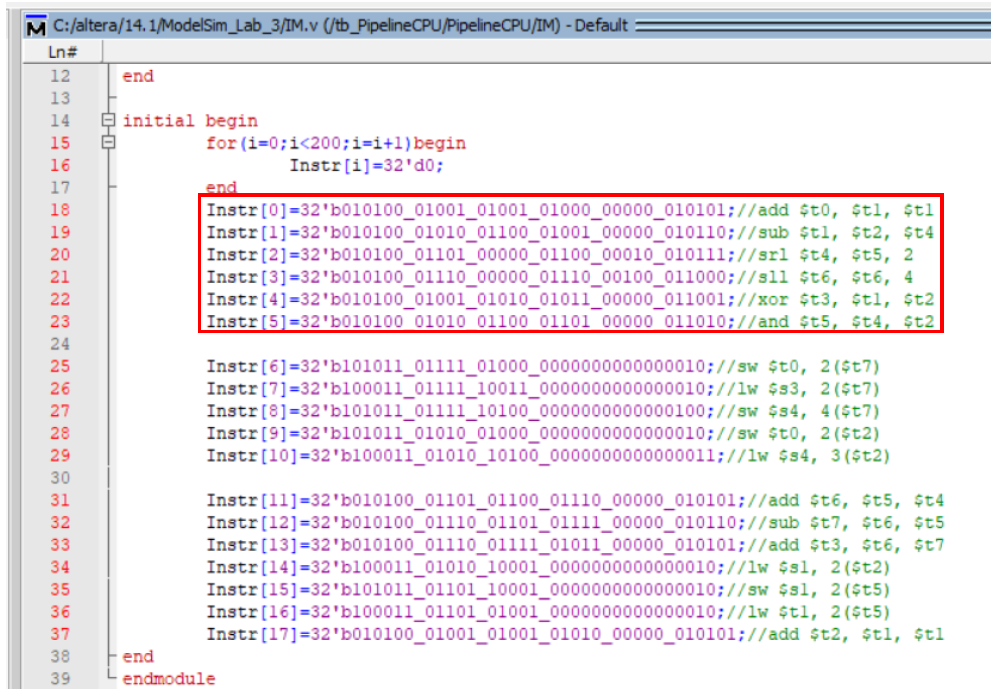 C:/altera/14.1/ModelSim_Lab_3/IM.v (/tb_PipelineCPU/PipelineCPU/IM) - Default
Ln#
12 end
13
14 initial begin
15 for(i=0;i<200;i=i+1)begin
16 Instr[i]=32'd0;
17 end
18 Instr[0]=32'b010100_01001_01001_01000_00000_010101;//add $t0, $t1, $t1
19 Instr[1]=32'b010100_01010_01100_01001_00000_010110;//sub $t1, $t2, $t4
20 Instr[2]=32'b010100_01101_00000_01100_00010_010111;//srl $t4, $t5, 2
21 Instr[3]=32'b010100_01110_00000_01110_00100_011000;//sll $t6, $t6, 4
22 Instr[4]=32'b010100_01001_01010_01011_00000_011001;//xor $t3, $t1, $t2
23 Instr[5]=32'b010100_01010_01100_01101_00000_011010;//and $t5, $t4, $t2
24
25 Instr[6]=32'b101011_01111_01000_0000000000000010;//sw $t0, 2($t7)
26 Instr[7]=32'b100011_01111_10011_0000000000000010;//lw $s3, 2($t7)
27 Instr[8]=32'b101011_01111_10100_0000000000000100;//sw $s4, 4($t7)
28 Instr[9]=32'b101011_01010_01000_0000000000000010;//sw $t0, 2($t2)
29 Instr[10]=32'b100011_01010_10100_0000000000000011;//lw $s4, 3($t2)
30
31 Instr[11]=32'b010100_01101_01100_01110_00000_010101;//add $t6, $t5, $t4
32 Instr[12]=32'b010100_01110_01101_01111_00000_010110;//sub $t7, $t6, $t5
33 Instr[13]=32'b010100_01110_01111_01011_00000_010101;//add $t3, $t6, $t7
34 Instr[14]=32'b100011_01010_10001_0000000000000010;//lw $s1, 2($t2)
35 Instr[15]=32'b101011_01101_10001_0000000000000010;//sw $s1, 2($t5)
36 Instr[16]=32'b100011_01101_01001_0000000000000010;//lw $t1, 2($t5)
37 Instr[17]=32'b010100_01001_01001_01010_00000_010101;//add $t2, $t1, $t1
38 end
39 endmodule